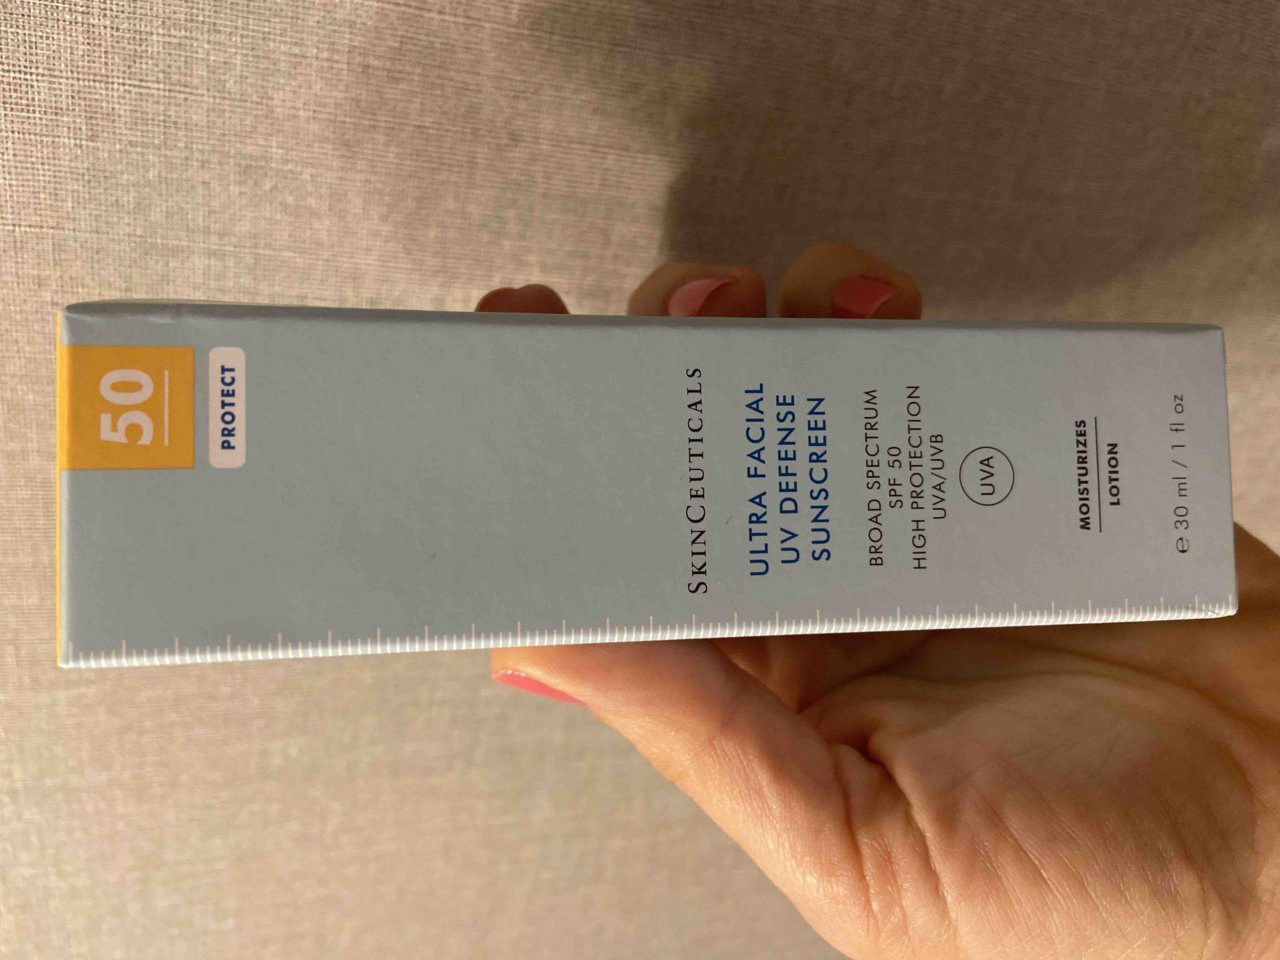 50
PROTECT
SKINCEUTICALS
ULTRA FACIAL
UV DEFENSE
SUNSCREEN
BROAD SPECTRUM
SPF 50
HIGH PROTECTION
UVA/UVB
UVA
MOISTURIZES
LOTION
℮ 30 ml / 1 fl oz